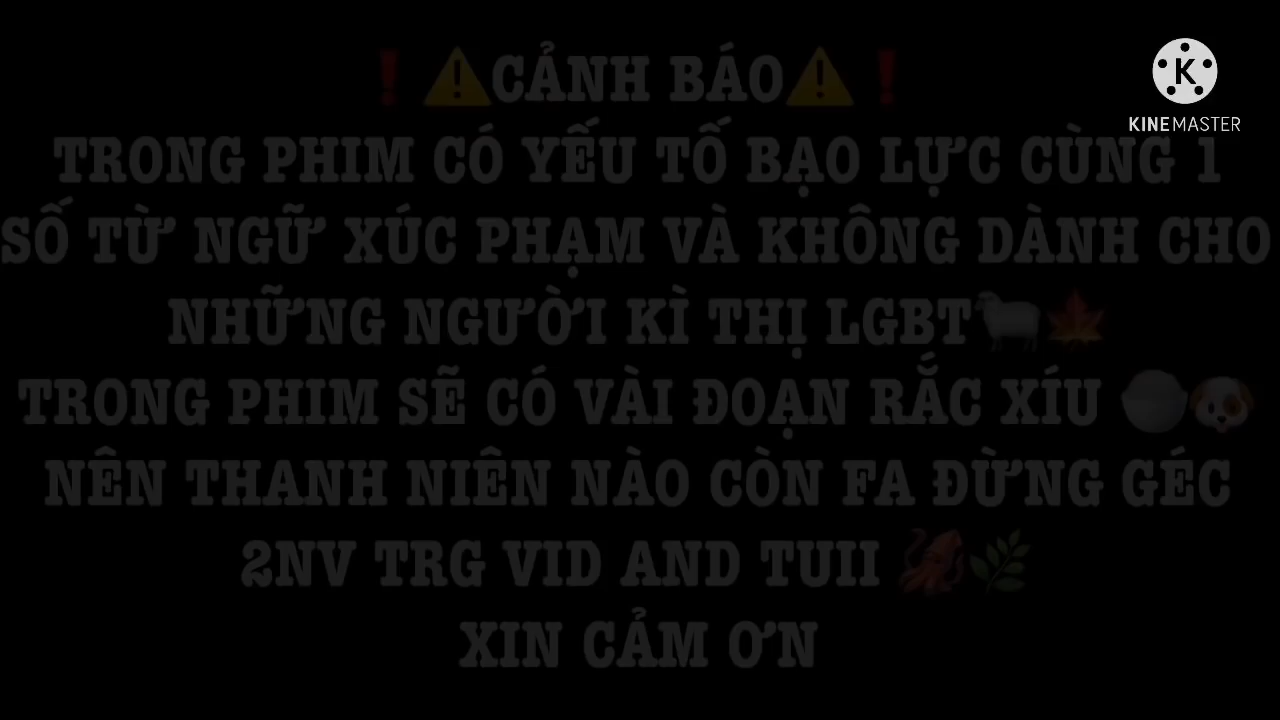 ❗⚠️CẢNH BÁO⚠️❗
TRONG PHIM CÓ YẾU TỐ BẠO LỰC CÙNG 1
SỐ TỪ NGỮ XÚC PHẠM VÀ KHÔNG DÀNH CHO
NHỮNG NGƯỜI KÌ THỊ LGBT🐑🍁
TRONG PHIM SẼ CÓ VÀI ĐOẠN RẮC XÍU 🍚🐶
NÊN THANH NIÊN NÀO CÒN FA ĐỪNG GÉC
2NV TRG VID AND TUII 🦑🌿
XIN CẢM ƠN
KINEMASTER